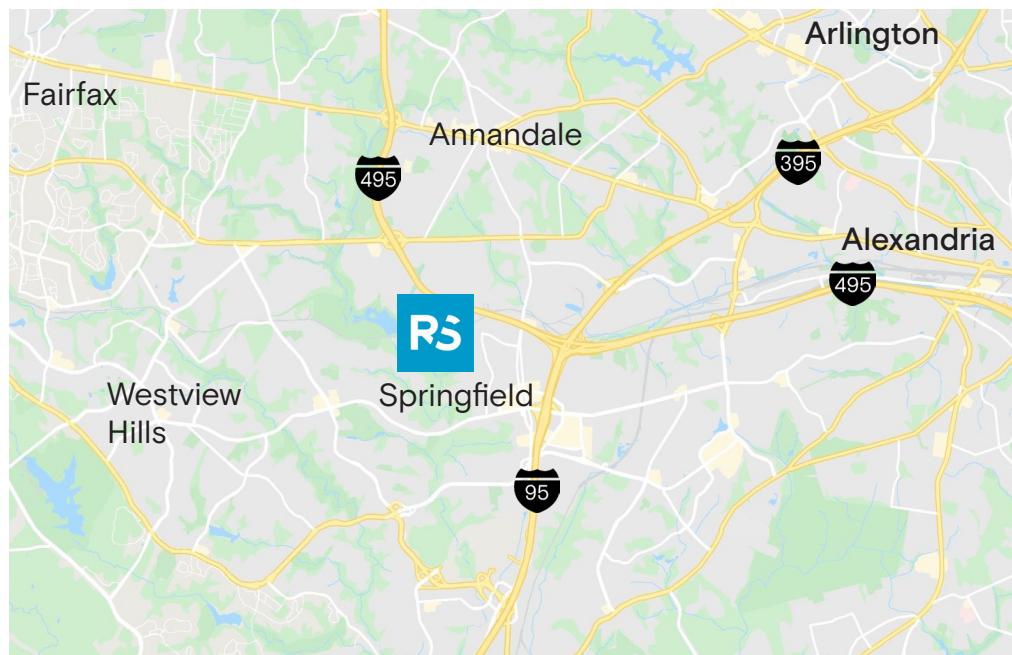 Arlington
Fairfax
Annandale
395
495
Alexandria
495
RS
Springfield
Westview
Hills
95